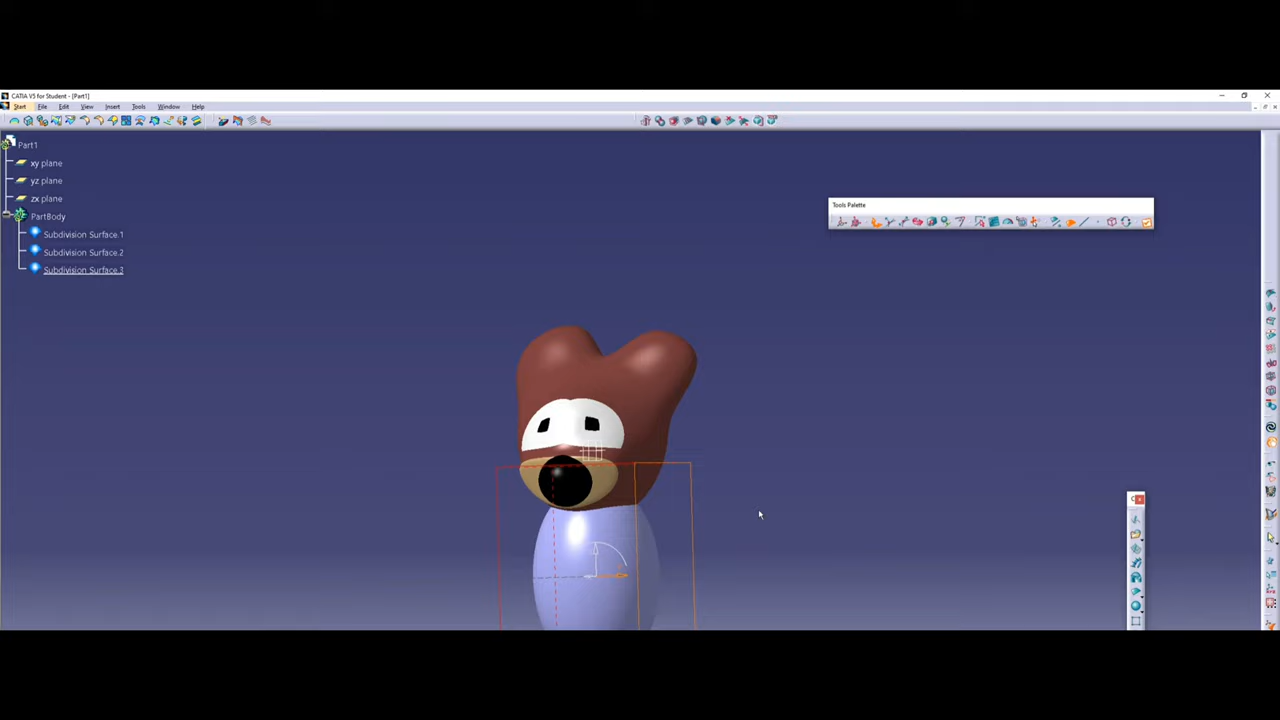 CATIA V5 for Student - [Part1]
Start File Edit View Insert Tools Window Help
Part1
xy plane
yz plane
zx plane
PartBody
Subdivision Surface.1
Subdivision Surface.2
Subdivision Surface.3
Tools Palette